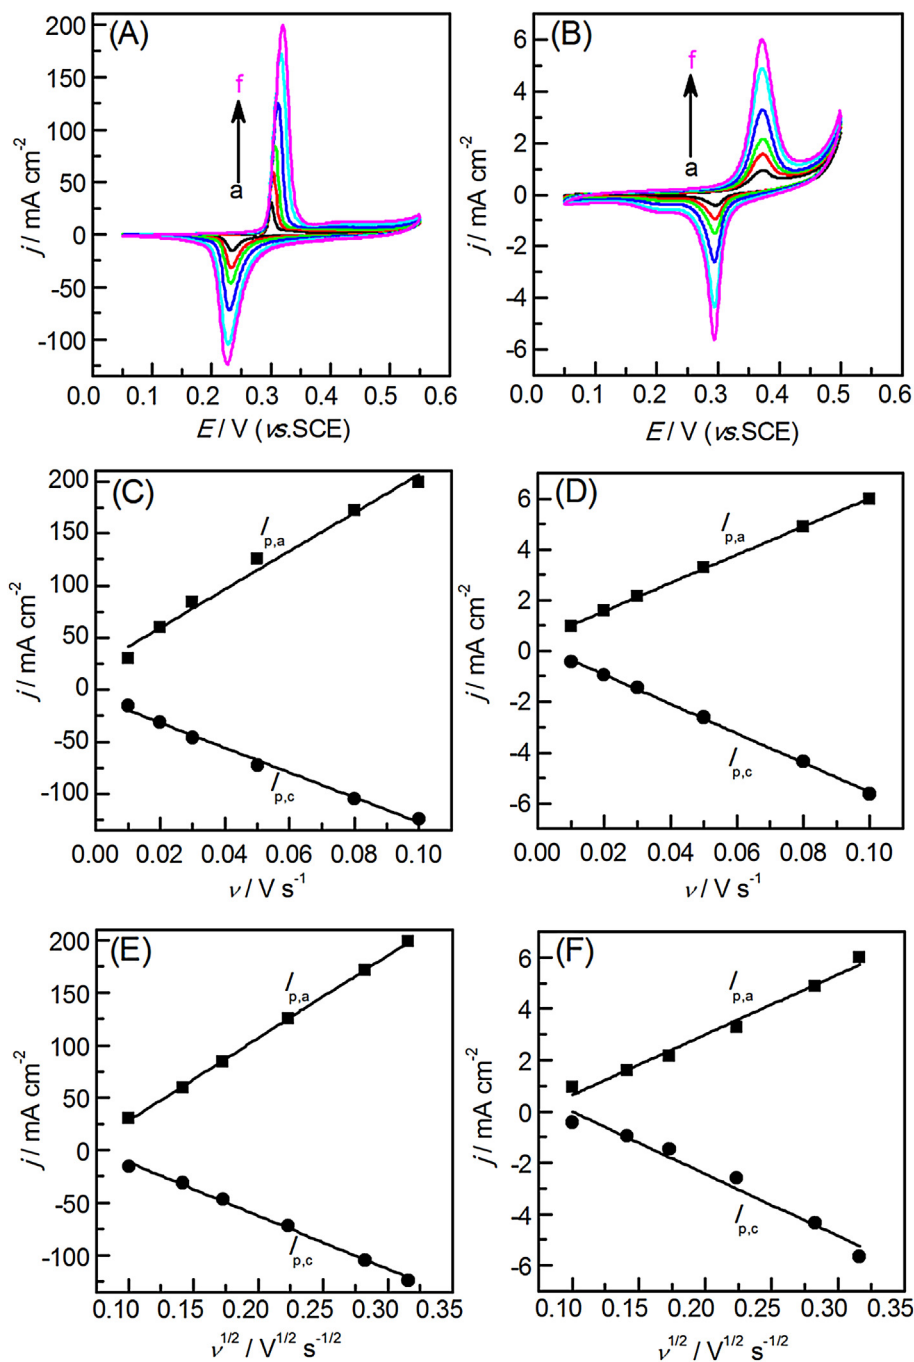 (A)
(B)
200
150
100
50
0
-50
-100
j / mA cm-2
f
a
0.0 0.1 0.2 0.3 0.4 0.5 0.6
E / V (vs.SCE)
6
4
2
0
-2
-4
-6
j / mA cm-2
f
a
0.0 0.1 0.2 0.3 0.4 0.5 0.6
E / V (vs.SCE)
(C)
200
150
100
50
0
-50
-100
j / mA cm-2
Ip,a
Ip,c
0.00 0.02 0.04 0.06 0.08 0.10
ν / V s-1
(D)
6
4
2
0
-2
-4
-6
j / mA cm-2
Ip,a
Ip,c
0.00 0.02 0.04 0.06 0.08 0.10
ν / V s-1
(E)
200
150
100
50
0
-50
-100
j / mA cm-2
Ip,a
Ip,c
0.10 0.15 0.20 0.25 0.30 0.35
ν1/2 / V1/2 s-1/2
(F)
6
4
2
0
-2
-4
-6
j / mA cm-2
Ip,a
Ip,c
0.10 0.15 0.20 0.25 0.30 0.35
ν1/2 / V1/2 s-1/2